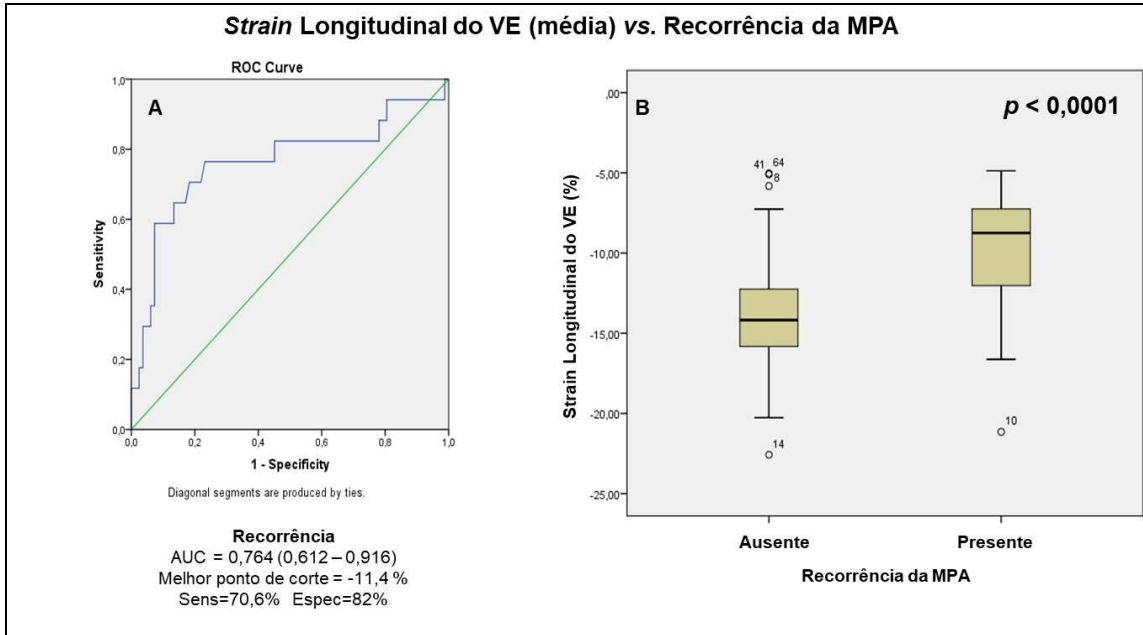 Strain Longitudinal do VE (média) vs. Recorrência da MPA
ROC Curve
A
Sensitivity
1,0
0,8
0,6
0,4
0,2
0,0
0,0 0,2 0,4 0,6 0,8 1,0
1 - Specificity
Diagonal segments are produced by ties.
Recorrência
AUC = 0,764 (0,612 – 0,916)
Melhor ponto de corte = -11,4 %
Sens=70,6% Espec=82%
B
p < 0,0001
Strain Longitudinal do VE (%)
,00
-5,00
-10,00
-15,00
-20,00
-25,00
41 64
8
14
10
Ausente Presente
Recorrência da MPA